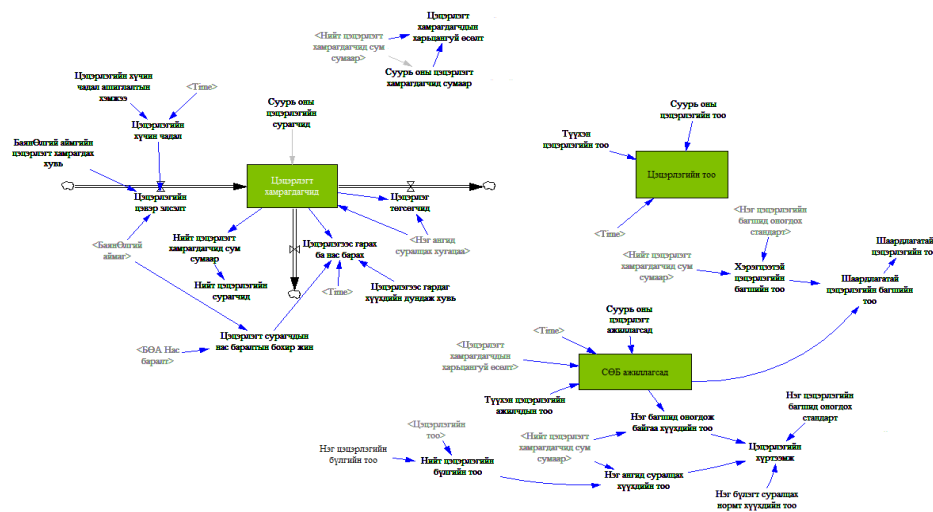 Цэцэрлэгт
хамрагдагчдын
харьцангуй өсөлт
<Нийт цэцэрлэгт
хамрагдагчид сум
сумаар>
Суурь оны цэцэрлэгт
хамрагдагчид сумаар
Цэцэрлэгийн хүчин
чадал ашиглалтын
хэмжээ
<Time>
Цэцэрлэгийн
хүчин чадал
Суурь оны
цэцэрлэгийн
сурагчид
БаянӨлгий аймгийн
цэцэрлэгт хамрагдах
хувь
Цэцэрлэгт
хамрагдагчид
Цэцэрлэгийн
цэвэр элсэлт
Цэцэрлэг
төгсөгчид
<БаянӨлгий
аймаг>
Нийт цэцэрлэгт
хамрагдагчид сум
сумаар
Цэцэрлэгээс гарах
ба нас барах
<Нэг ангид
суралцах хугацаа>
Нийт цэцэрлэгийн
сурагчид
<Time>
Цэцэрлэгээс гардаг
хүүхдийн дундаж хувь
Цэцэрлэгт сурагчдын
нас баралтын бохир жин
<БӨА Нас
баралт>
Суурь оны
цэцэрлэгийн тоо
Түүхэн
цэцэрлэгийн тоо
Цэцэрлэгийн тоо
<Time>
<Нэг цэцэрлэгийн
багшид оногдох
стандарт>
<Нийт цэцэрлэгт
хамрагдагчид сум
сумаар>
Хэрэгцээтэй
цэцэрлэгийн
багшийн тоо
Шаардлагатай
цэцэрлэгийн то
Шаардлагатай
цэцэрлэгийн багшийн
тоо
Суурь оны
цэцэрлэгт
ажиллагсад
<Time>
<Цэцэрлэгт
хамрагдагчдын
харьцангуй өсөлт>
СӨБ ажиллагсад
Түүхэн цэцэрлэгийн
ажилчдын тоо
Нэг багшид оногдож
байгаа хүүхдийн тоо
Нэг цэцэрлэгийн
багшид оногдох
стандарт
<Цэцэрлэгийн
тоо>
Нэг цэцэрлэгийн
бүлгийн тоо
Нийт цэцэрлэгийн
бүлгийн тоо
<Нийт цэцэрлэгт
хамрагдагчид сум
сумаар>
Цэцэрлэгийн
хүртээмж
Нэг ангид суралцах
хүүхдийн тоо
Нэг бүлэгт суралцах
нормт хүүхдийн тоо